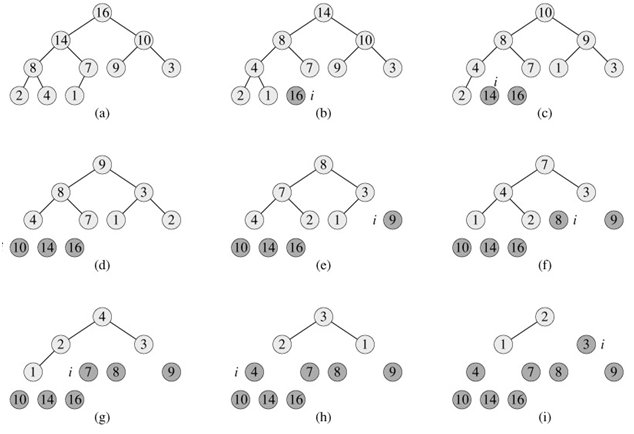 16 14 10
14 10 8 10 8 9
8 7 9 3 4 7 9 3 4 7 1 3
2 4 1 2 1 16 i 2 i 14 16
(a) (b) (c)
9 8 7
8 3 7 3 4 3
4 7 1 2 4 2 1 i 9 1 2 8 i 9
10 14 16 10 14 16 10 14 16
(d) (e) (f)
4 3 2
2 3 2 1 1 3 i
1 i 7 8 9 i 4 7 8 9 4 7 8 9
10 14 16 10 14 16 10 14 16
(g) (h) (i)